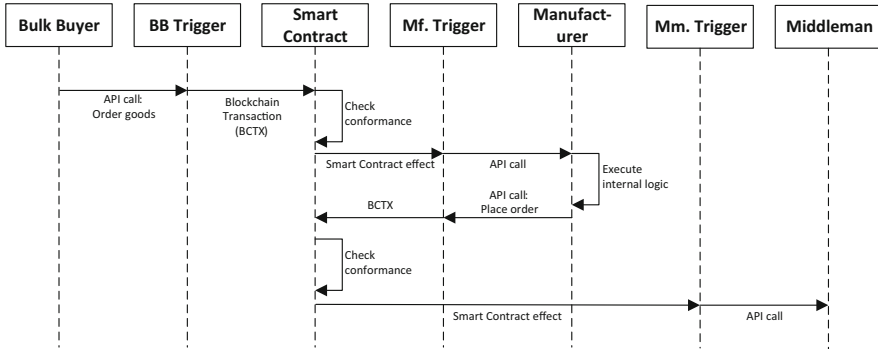 Bulk Buyer
BB Trigger
Smart
Contract
Mf. Trigger
Manufact-
urer
Mm. Trigger
Middleman
API call:
Order goods
Blockchain
Transaction
(BCTX)
Check
conformance
Smart Contract effect
API call
Execute
internal logic
BCTX
API call:
Place order
Check
conformance
Smart Contract effect
API call